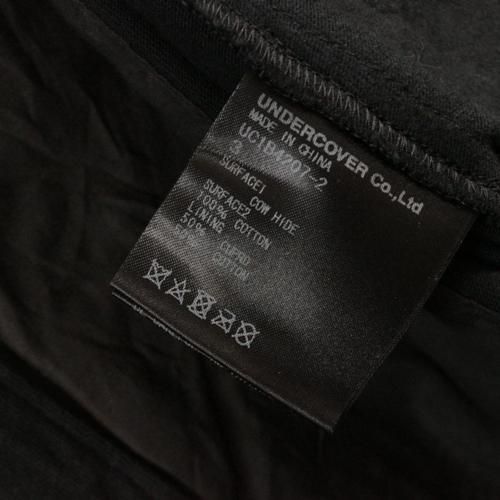 UNDERCOVER Co.,Ltd
MADE IN CHINA
UC1B4207-2
3
SURFACE1
COW HIDE
SURFACE2
100% COTTON
LINING
50% CUPRO
50% COTTON